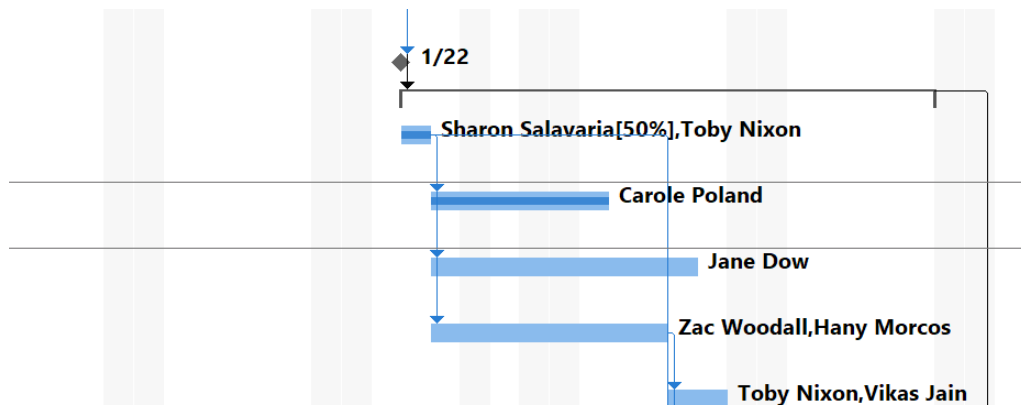 1/22
Sharon Salavaria[50%],Toby Nixon
Carole Poland
Jane Dow
Zac Woodall,Hany Morcos
Toby Nixon,Vikas Jain